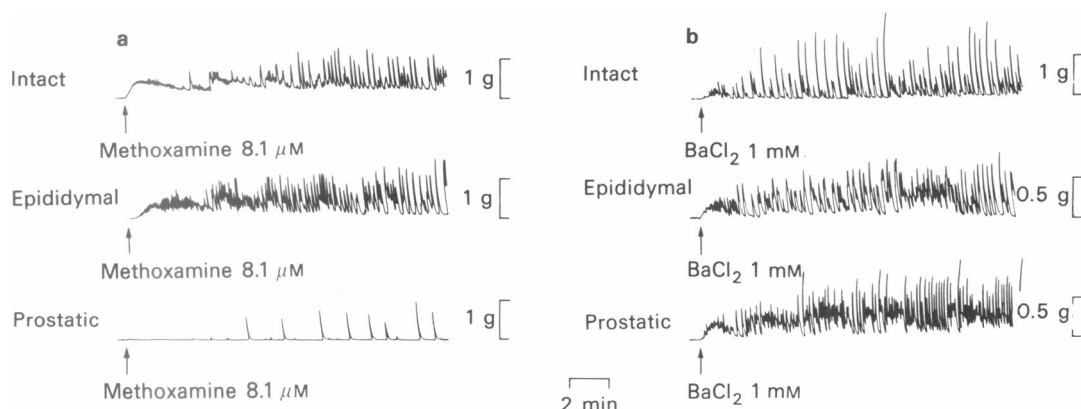 a
Intact
1 g
Methoxamine 8.1 μM
Epididymal
1 g
Methoxamine 8.1 μM
Prostatic
1 g
Methoxamine 8.1 μM
b
Intact
1 g
BaCl₂ 1 mM
Epididymal
0.5 g
BaCl₂ 1 mM
Prostatic
0.5 g
BaCl₂ 1 mM
2 min